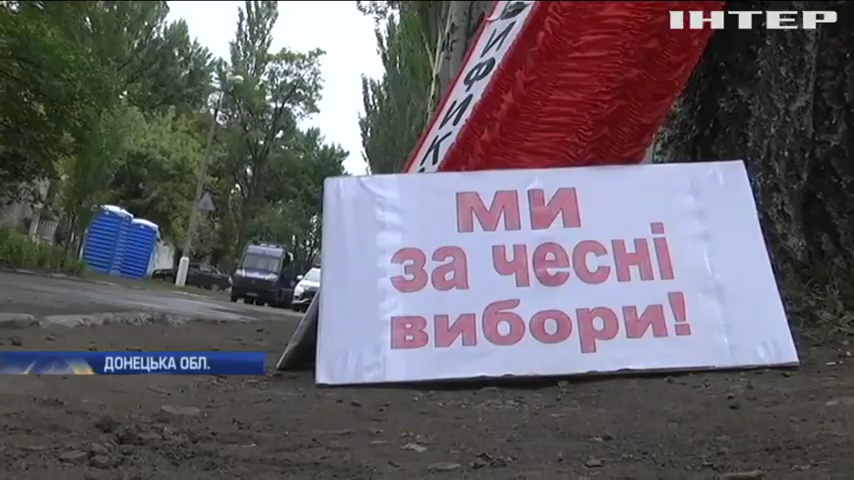 ІНТЕР
МИ
ЗА ЧЕСНІ
ВИБОРИ!
ДОНЕЦЬКА ОБЛ.